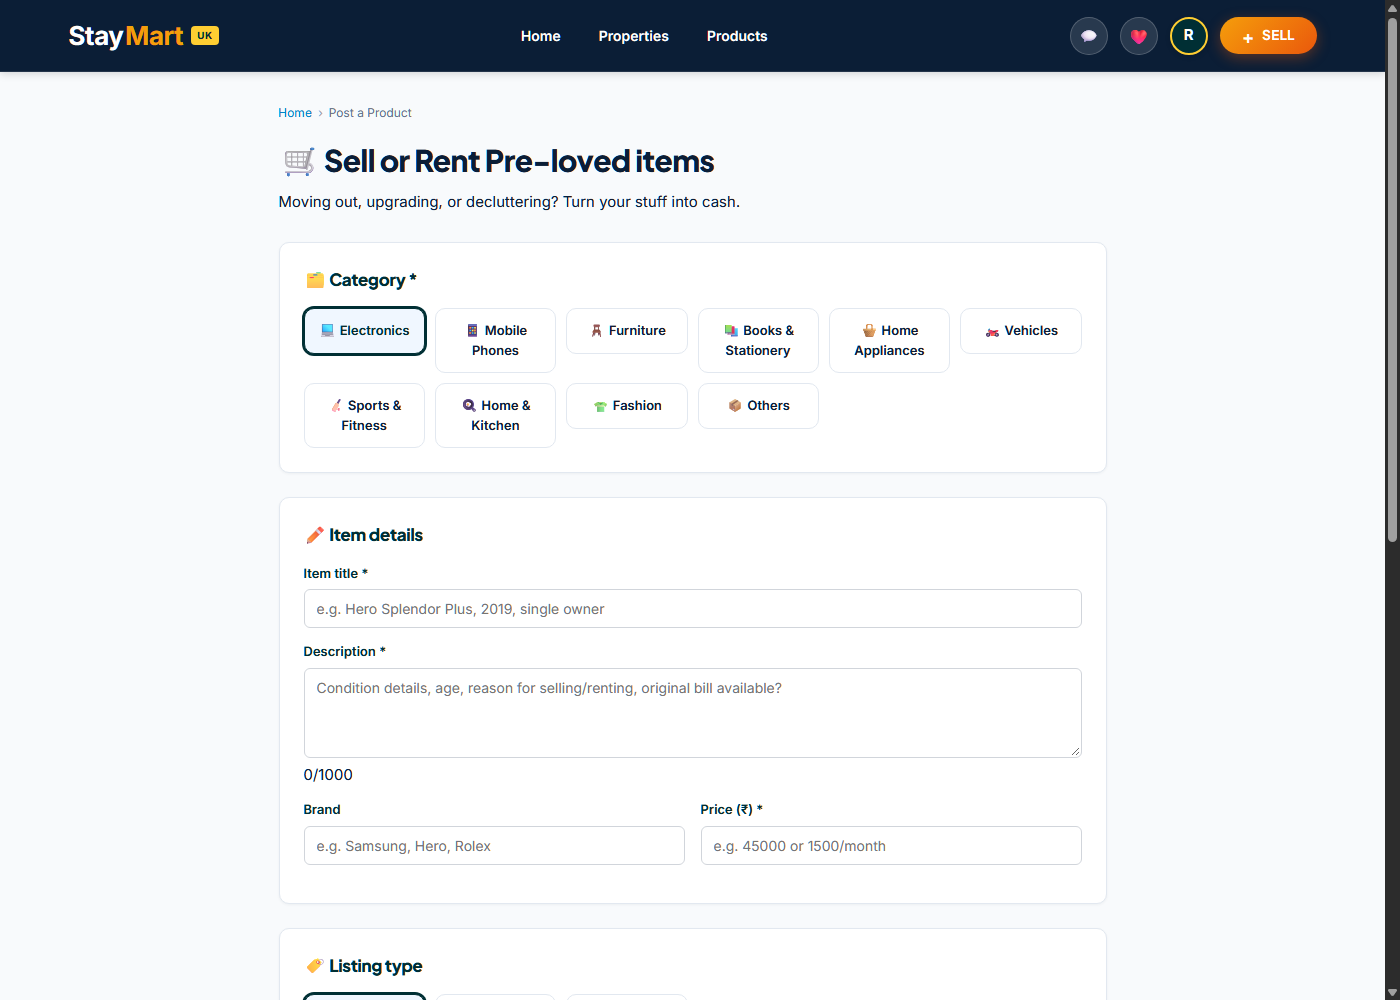 StayMart UK
Home Properties Products
R
+ SELL
Home › Post a Product
Sell or Rent Pre-loved items
Moving out, upgrading, or decluttering? Turn your stuff into cash.
Category *
Electronics
Mobile Phones
Furniture
Books & Stationery
Home Appliances
Vehicles
Sports & Fitness
Home & Kitchen
Fashion
Others
Item details
Item title *
e.g. Hero Splendor Plus, 2019, single owner
Description *
Condition details, age, reason for selling/renting, original bill available?
0/1000
Brand
e.g. Samsung, Hero, Rolex
Price (₹) *
e.g. 45000 or 1500/month
Listing type